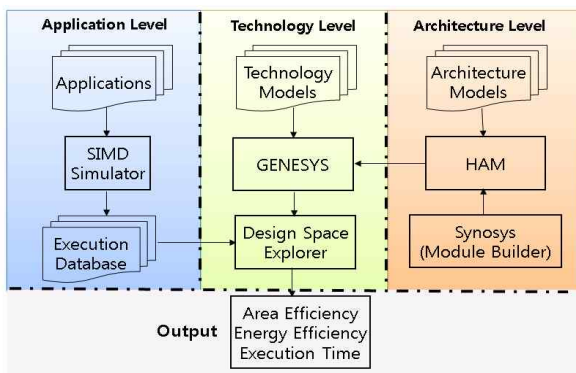 Application Level
Technology Level
Architecture Level
Applications
Technology
Models
Architecture
Models
SIMD
Simulator
GENESYS
HAM
Execution
Database
Design Space
Explorer
Synosys
(Module Builder)
Output
Area Efficiency
Energy Efficiency
Execution Time